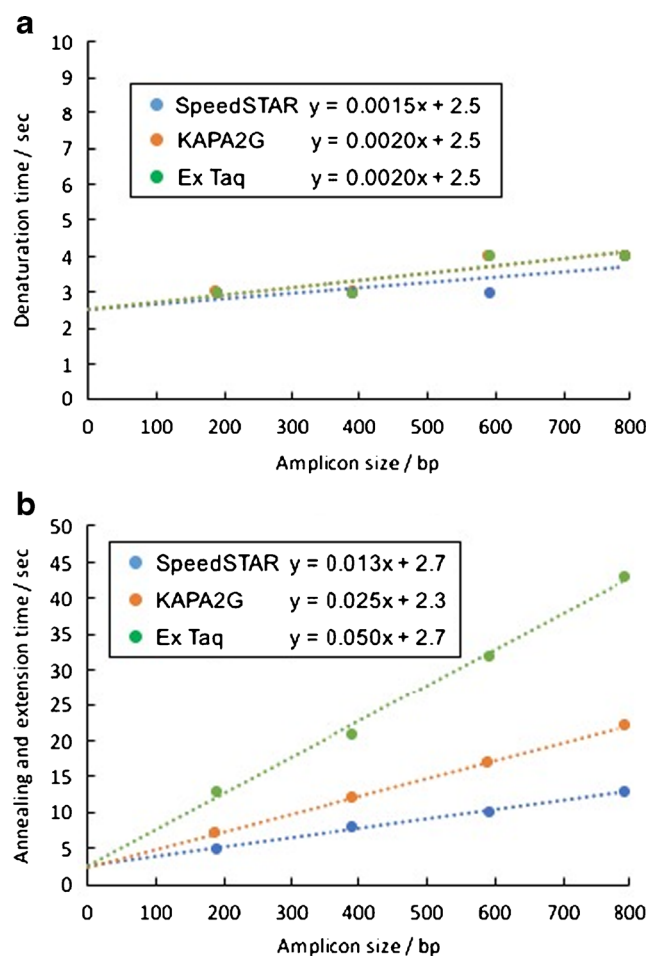 a
Denaturation time / sec
10
9
8
7
6
5
4
3
2
1
0
SpeedSTAR y = 0.0015x + 2.5
KAPA2G y = 0.0020x + 2.5
Ex Taq y = 0.0020x + 2.5
0 100 200 300 400 500 600 700 800
Amplicon size / bp
b
Annealing and extension time / sec
50
45
40
35
30
25
20
15
10
5
0
SpeedSTAR y = 0.013x + 2.7
KAPA2G y = 0.025x + 2.3
Ex Taq y = 0.050x + 2.7
0 100 200 300 400 500 600 700 800
Amplicon size / bp